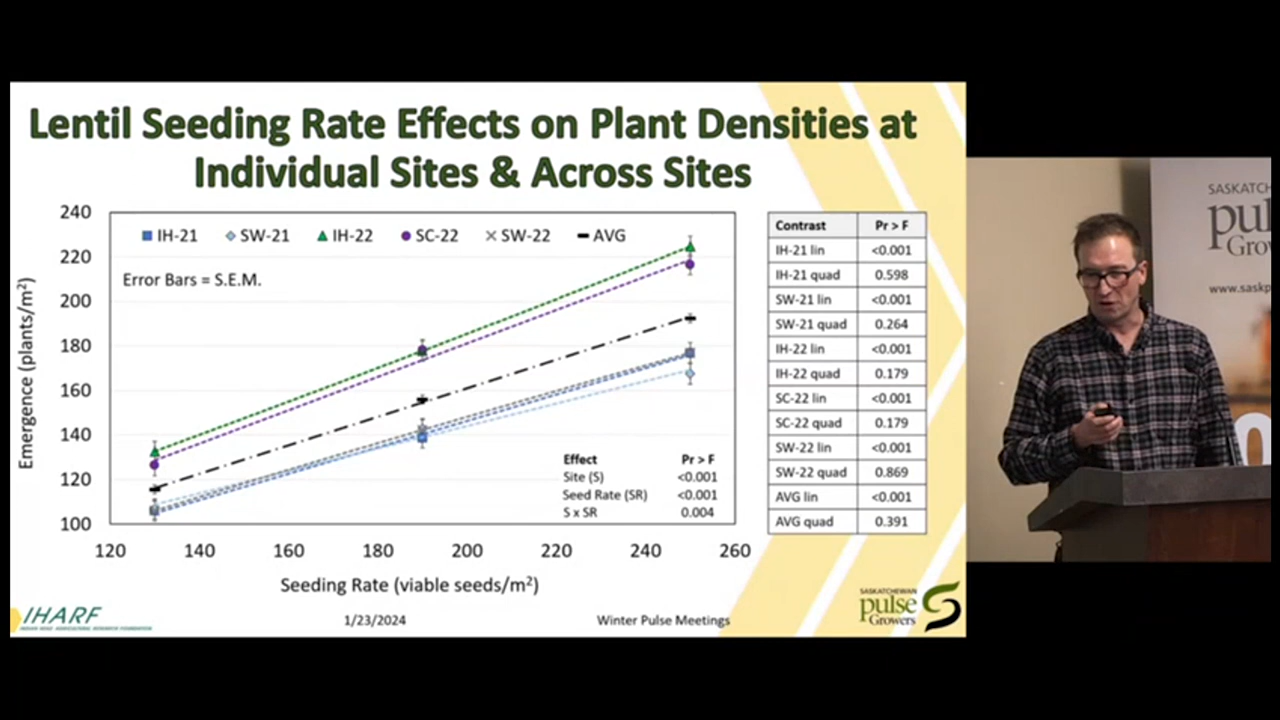 Lentil Seeding Rate Effects on Plant Densities at
Individual Sites & Across Sites
240
220
200
180
160
140
120
100
Emergence (plants/m²)
IH-21 SW-21 IH-22 SC-22 SW-22 AVG
Error Bars = S.E.M.
Effect Pr > F
Site (S) <0.001
Seed Rate (SR) <0.001
S x SR 0.004
120 140 160 180 200 220 240 260
Seeding Rate (viable seeds/m²)
Contrast Pr > F
IH-21 lin <0.001
IH-21 quad 0.598
SW-21 lin <0.001
SW-21 quad 0.264
IH-22 lin <0.001
IH-22 quad 0.179
SC-22 lin <0.001
SC-22 quad 0.179
SW-22 lin <0.001
SW-22 quad 0.869
AVG lin <0.001
AVG quad 0.391
IHARF
INDIAN HEAD AGRICULTURAL RESEARCH FOUNDATION
1/23/2024
Winter Pulse Meetings
SASKATCHEWAN
pulse
Growers
SASKATCH
pul
Grow
www.saskp